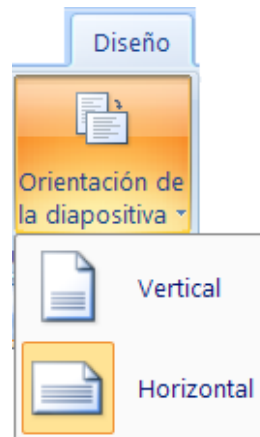 Diseño
Orientación de
la diapositiva
Vertical
Horizontal